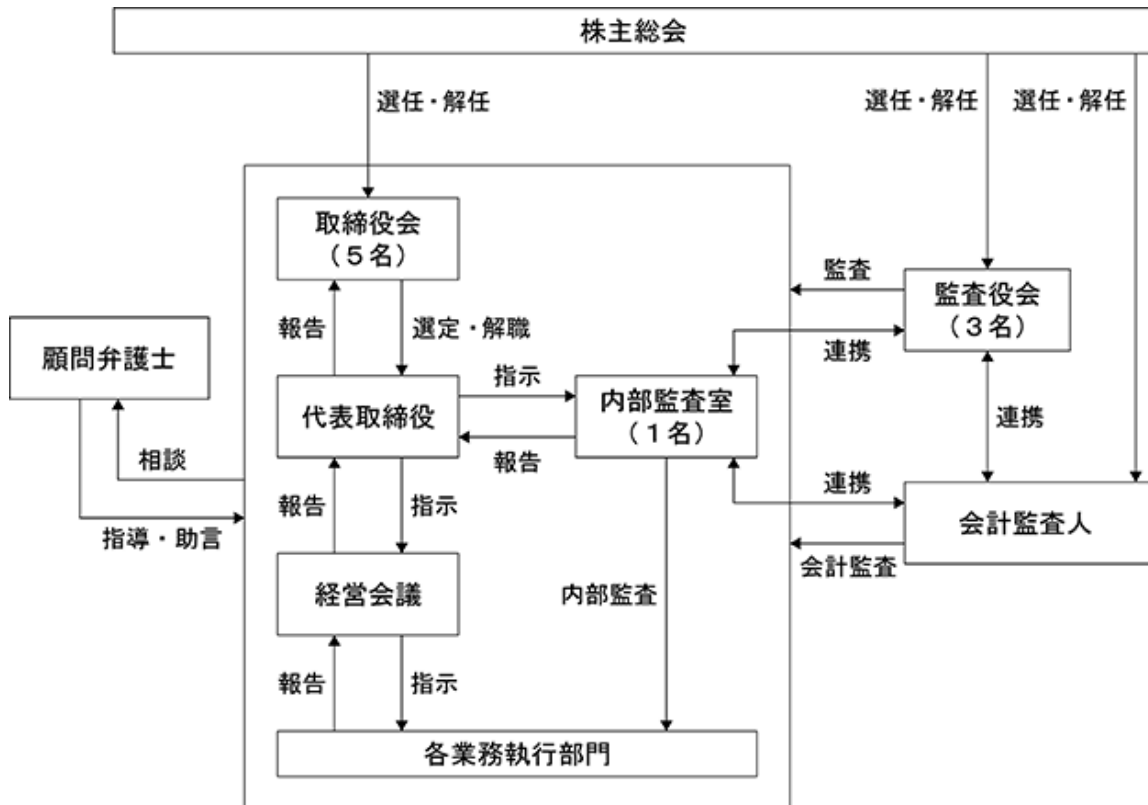 株主総会
選任・解任
選任・解任
選任・解任
取締役会
（５名）
監査
監査役会
（３名）
報告
選定・解職
連携
顧問弁護士
指示
代表取締役
内部監査室
（１名）
連携
報告
相談
報告
指示
連携
指導・助言
会計監査人
会計監査
経営会議
内部監査
報告
指示
各業務執行部門